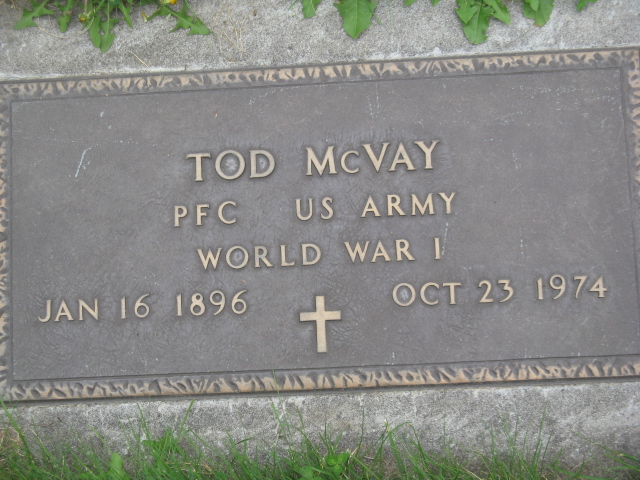 TOD McVAY
PFC US ARMY
WORLD WAR I
JAN 16 1896 OCT 23 1974